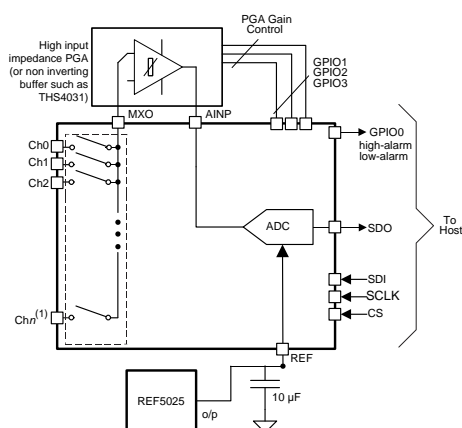 PGA Gain
Control
High input
impedance PGA
(or non inverting
buffer such as
THS4031)
GPIO1
GPIO2
GPIO3
MXO
AINP
Ch0
Ch1
Ch2
GPIO0
high-alarm
low-alarm
To
Host
ADC
SDO
SDI
SCLK
CS
Chn(1)
REF
REF5025
o/p
10 µF